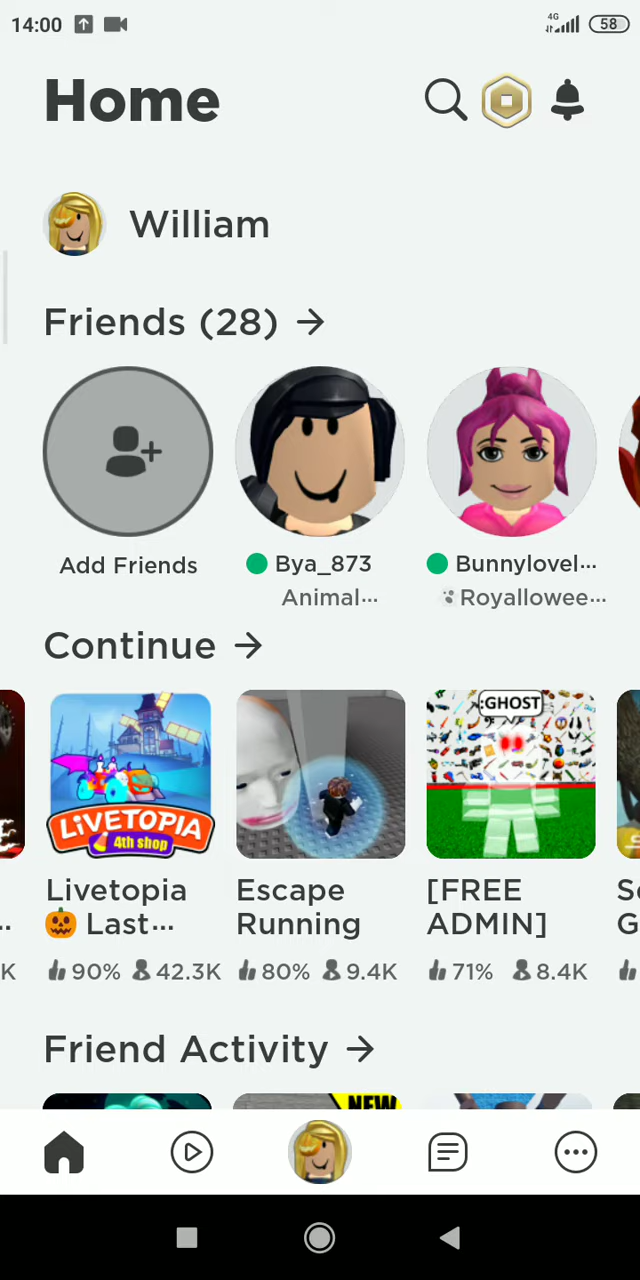 14:00
4G
58
Home
William
Friends (28)
Add Friends
Bya_873
Animal...
Bunnylovel...
Royallowee...
Continue
E
LIVETOPIA
4th shop
:GHOST
Livetopia
🎃 Last...
Escape
Running
[FREE
ADMIN]
K
90%
42.3K
80%
9.4K
71%
8.4K
Friend Activity
NEW